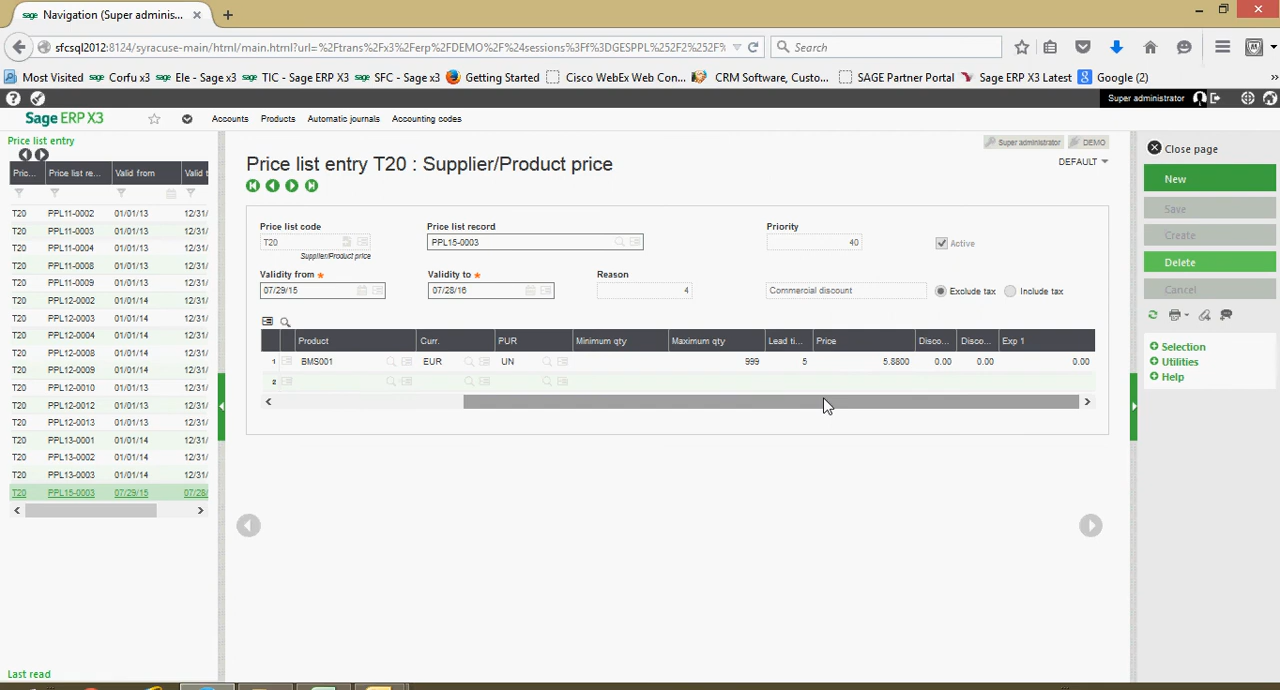 sage Navigation (Super adminis... × +
sfcsql2012:8124/syracuse-main/html/main.html?url=%2Ftrans%2Fx3%2Ferp%2FDEMO%2F%24sessions%3Ff%3DGESPPL%252F2%252F%
Search
Most Visited sage Corfu x3 sage Ele - Sage x3 sage TIC - Sage ERP X3 sage SFC - Sage x3 Getting Started Cisco WebEx Web Con... CRM Software, Custo... SAGE Partner Portal Sage ERP X3 Latest Google (2) »
Super administrator
Sage ERP X3 Accounts Products Automatic journals Accounting codes
Price list entry
Pric... Price list re... Valid from Valid t
T20 PPL11-0002 01/01/13 12/31/
T20 PPL11-0003 01/01/13 12/31/
T20 PPL11-0004 01/01/13 12/31/
T20 PPL11-0008 01/01/13 12/31/
T20 PPL11-0009 01/01/13 12/31/
T20 PPL12-0002 01/01/14 12/31/
T20 PPL12-0003 01/01/14 12/31/
T20 PPL12-0004 01/01/14 12/31/
T20 PPL12-0008 01/01/14 12/31/
T20 PPL12-0009 01/01/14 12/31/
T20 PPL12-0010 01/01/13 12/31/
T20 PPL12-0012 01/01/14 12/31/
T20 PPL12-0013 01/01/14 12/31/
T20 PPL13-0001 01/01/14 12/31/
T20 PPL13-0002 01/01/14 12/31/
T20 PPL13-0003 01/01/14 12/31/
T20 PPL15-0003 07/29/15 07/28/
Last read
Super administrator DEMO
Price list entry T20 : Supplier/Product price
DEFAULT
Price list code Price list record Priority
T20 PPL15-0003 40 Active
Supplier/Product price
Validity from * Validity to * Reason
07/29/15 07/28/16 4 Commercial discount Exclude tax Include tax
Product Curr. PUR Minimum qty Maximum qty Lead ti... Price Disco... Disco... Exp 1
1 BMS001 EUR UN 999 5 5.8800 0.00 0.00 0.00
2
Close page
New
Save
Create
Delete
Cancel
Selection
Utilities
Help